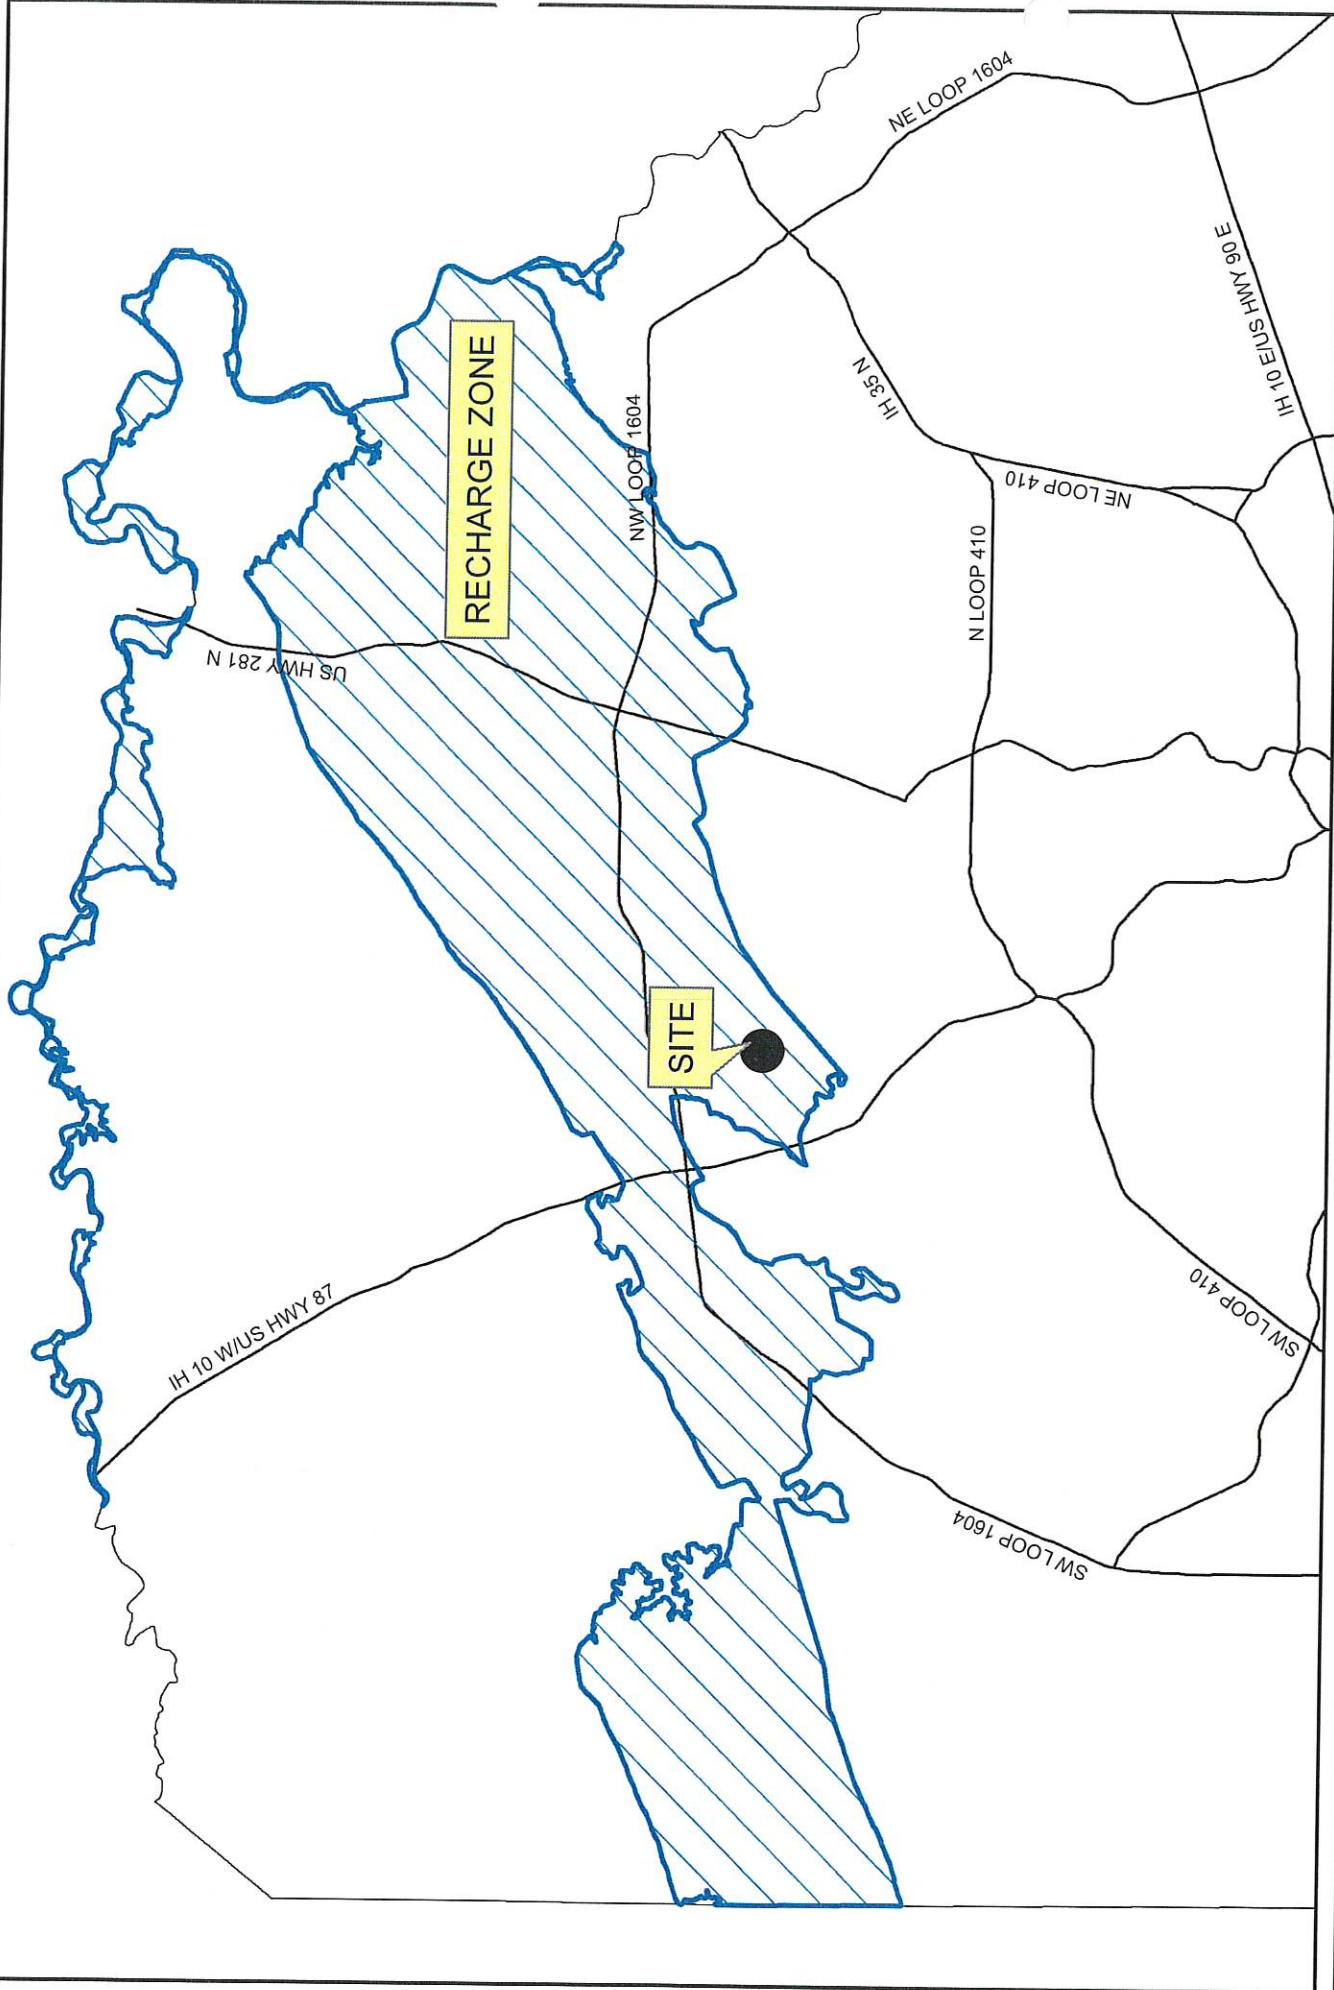 NE LOOP 1604
RECHARGE ZONE
NW LOOP 1604
IH 35 N
IH 10 E/US HWY 90 E
NE LOOP 410
N LOOP 410
US HWY 281 N
SITE
IH 10 W/US HWY 87
SW LOOP 410
SW LOOP 1604